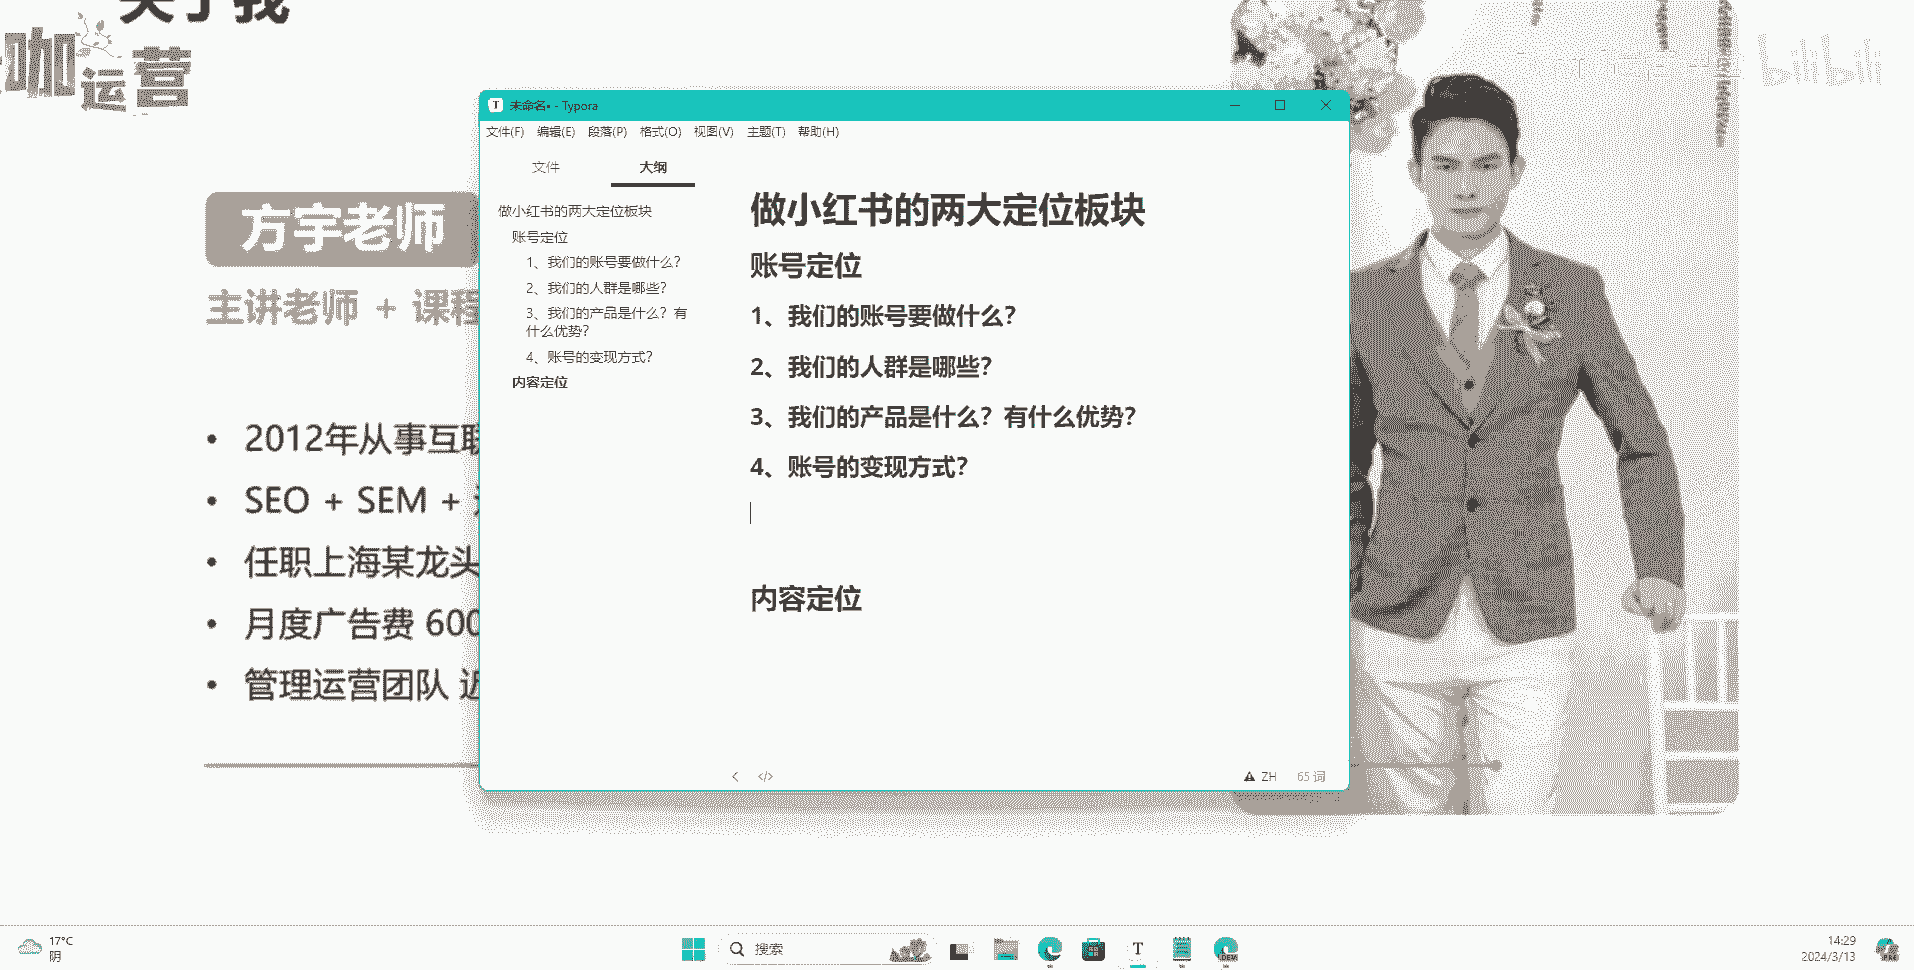 关于我
咖运营
bilibili
方宇老师
主讲老师 + 课程
• 2012年从事互联
• SEO + SEM +
• 任职上海某龙头
• 月度广告费 600
• 管理运营团队 近
未命名• - Typora
文件(F) 编辑(E) 段落(P) 格式(O) 视图(V) 主题(T) 帮助(H)
文件 大纲
做小红书的两大定位板块
账号定位
1、我们的账号要做什么？
2、我们的人群是哪些？
3、我们的产品是什么？有
什么优势？
4、账号的变现方式？
内容定位
做小红书的两大定位板块
账号定位
1、我们的账号要做什么？
2、我们的人群是哪些？
3、我们的产品是什么？有什么优势？
4、账号的变现方式？
内容定位
ZH 65 词
17°C
阴
搜索
14:29
2024/3/13